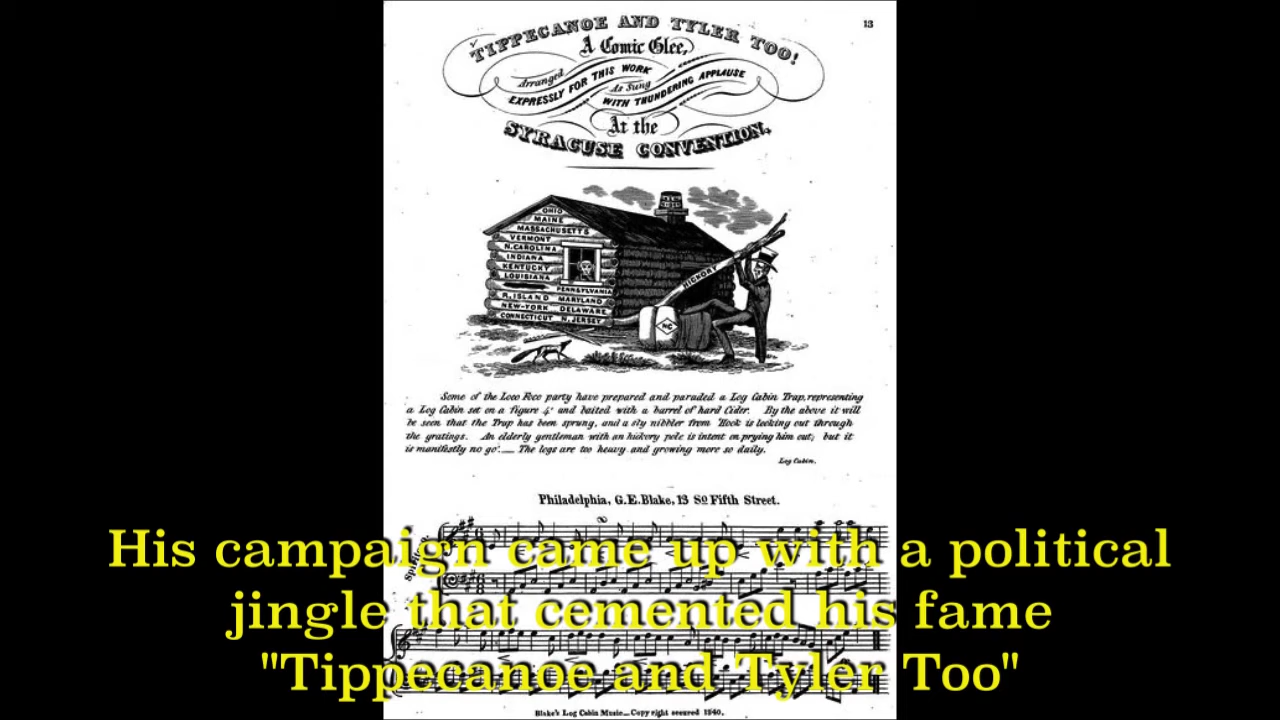 13
TIPPECANOE AND TYLER TOO!
A Comic Glee,
Arranged
EXPRESSLY FOR THIS WORK
As Sung
WITH THUNDERING APPLAUSE
At the
SYRACUSE CONVENTION.
OHIO
MAINE
MASSACHUSETTS
VERMONT
N. CAROLINA
INDIANA
KENTUCKY
LOUISIANA
PENNSYLVANIA
R. ISLAND MARYLAND
NEW-YORK DELAWARE
CONNECTICUT N. JERSEY
HICKORY
NC
Some of the Loco Foco party have prepared and paraded a Log Cabin Trap, representing
a Log Cabin set on a figure 4' and baited with a barrel of hard Cider. By the above it will
be seen that the Trap has been sprung, and a sly nibbler from 'Hook is looking out through
the gratings. An elderly gentleman with an hickory pole is intent on prying him out; but it
is manifestly no go'.— The logs are too heavy and growing more so daily.
Log Cabin.
Philadelphia, G.E. Blake, 13 So Fifth Street.
His campaign came up with a political
jingle that cemented his fame
"Tippecanoe and Tyler Too"
Blake's Log Cabin Music — Copy right secured 1840.